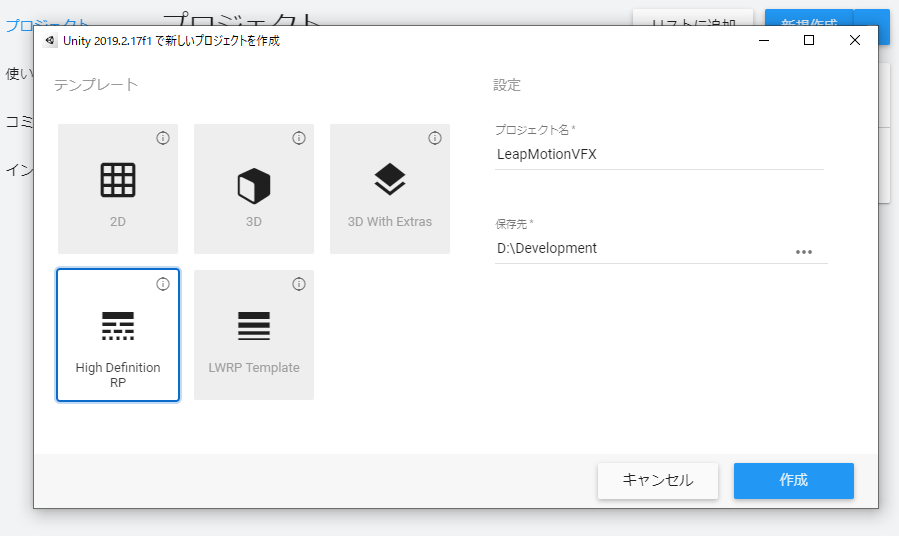 プロジェクト
プロジェクト
リストに追加
新規作成
使い
コミ
イン
Unity 2019.2.17f1 で新しいプロジェクトを作成
テンプレート
2D
3D
3D With Extras
High Definition
RP
LWRP Template
設定
プロジェクト名 *
LeapMotionVFX
保存先 *
D:\Development
キャンセル
作成